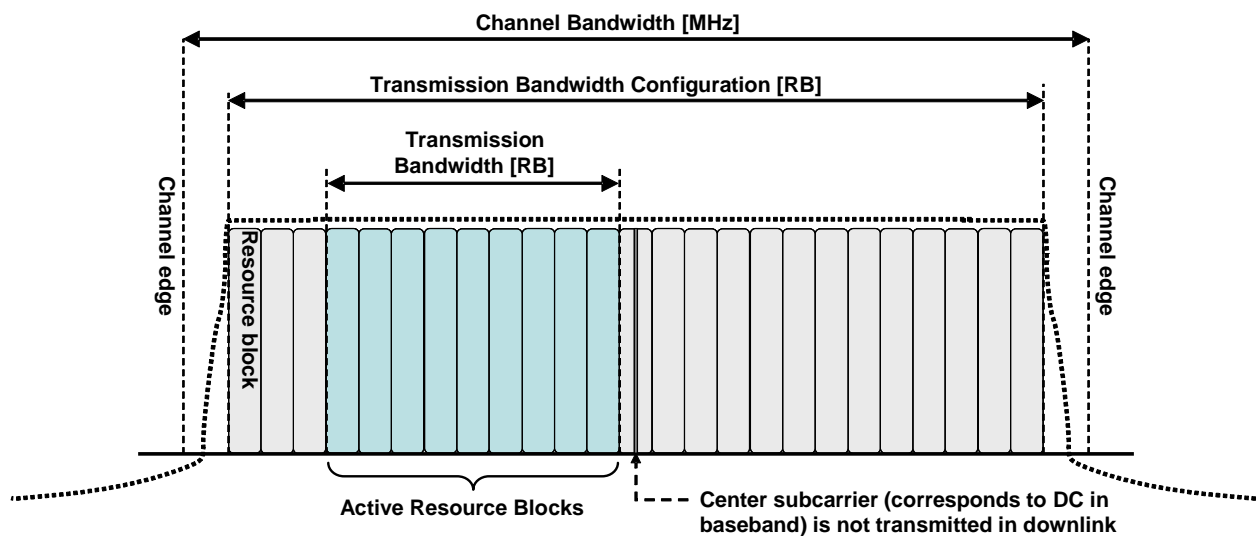 Channel Bandwidth [MHz]
Transmission Bandwidth Configuration [RB]
Transmission
Bandwidth [RB]
Channel edge
Channel edge
Resource block
Active Resource Blocks
Center subcarrier (corresponds to DC in
baseband) is not transmitted in downlink